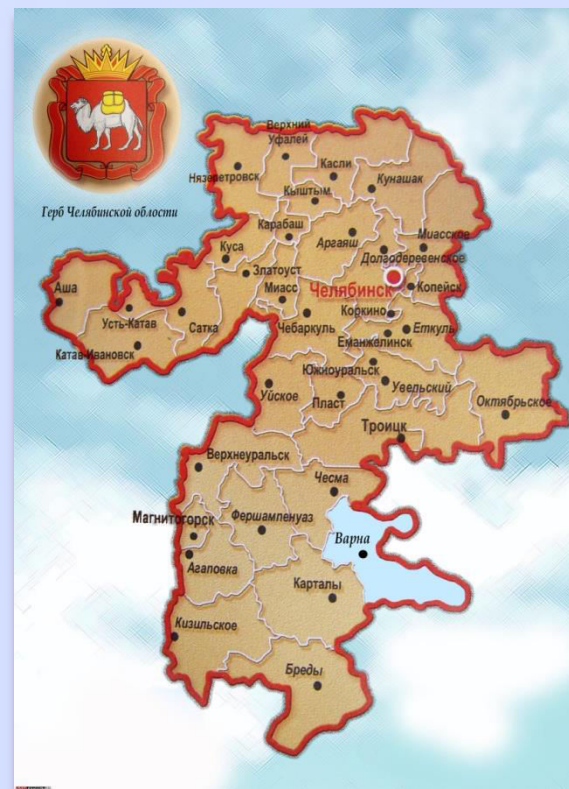 Герб Челябинской области
Верхний
Уфалей
Нязепетровск
Касли
Кунашак
Кыштым
Карабаш
Аргаяш
Миасское
Долгодеревенское
Куса
Златоуст
Челябинск
Копейск
Аша
Миасс
Усть-Катав
Сатка
Чебаркуль
Коркино
Еткуль
Катав-Ивановск
Еманжелинск
Южноуральск
Уйское
Увельский
Пласт
Октябрьское
Троицк
Верхнеуральск
Чесма
Магнитогорск
Фершампенуаз
Варна
Агаповка
Карталы
Кизильское
Бреды